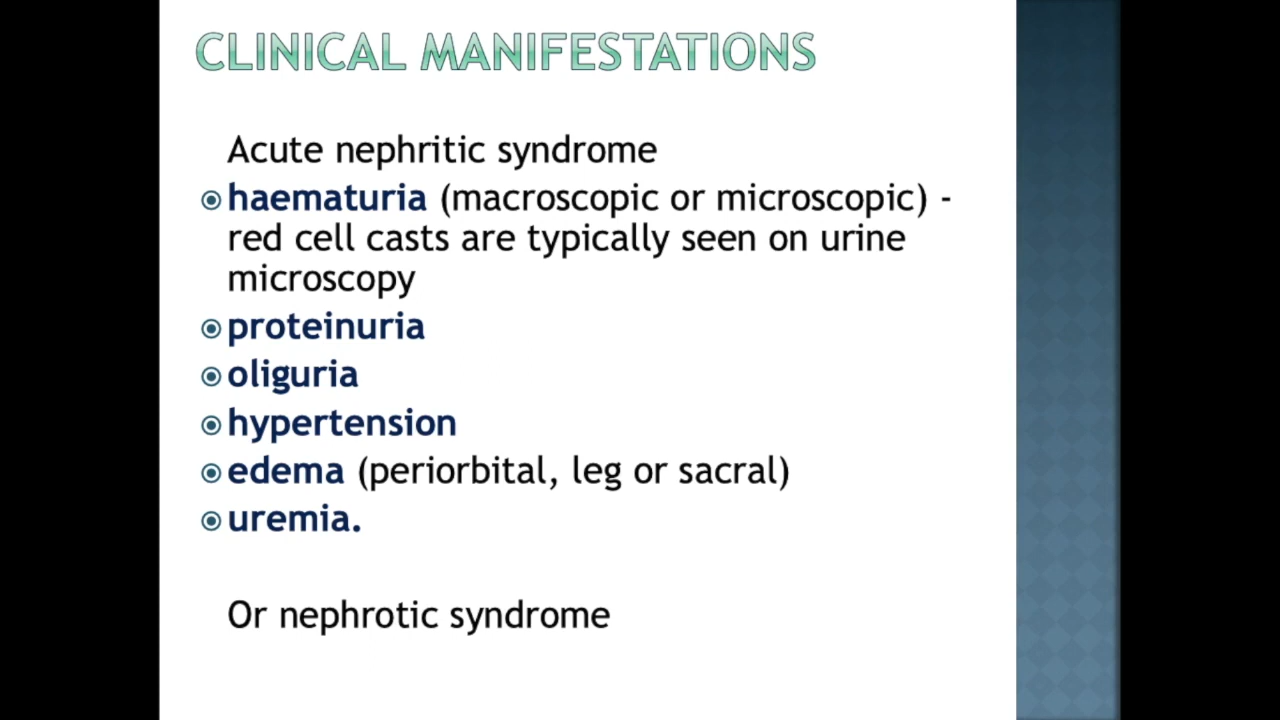 CLINICAL MANIFESTATIONS
Acute nephritic syndrome
haematuria (macroscopic or microscopic) -
red cell casts are typically seen on urine
microscopy
proteinuria
oliguria
hypertension
edema (periorbital, leg or sacral)
uremia.
Or nephrotic syndrome